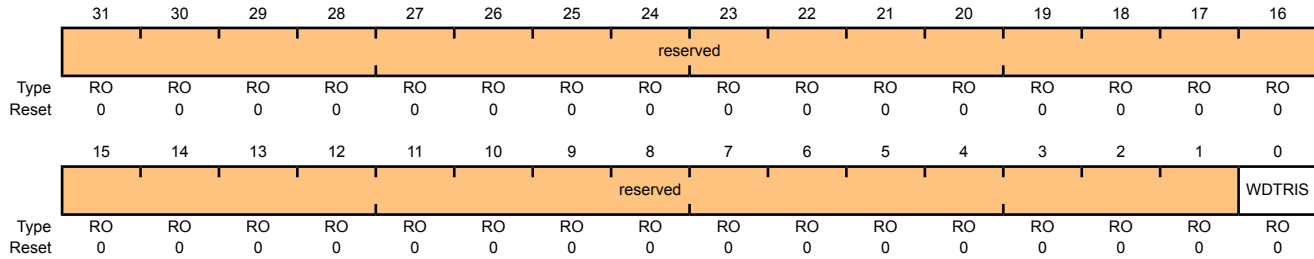 31 30 29 28 27 26 25 24 23 22 21 20 19 18 17 16
reserved
Type RO RO RO RO RO RO RO RO RO RO RO RO RO RO RO RO
Reset 0 0 0 0 0 0 0 0 0 0 0 0 0 0 0 0
15 14 13 12 11 10 9 8 7 6 5 4 3 2 1 0
reserved WDTRIS
Type RO RO RO RO RO RO RO RO RO RO RO RO RO RO RO RO
Reset 0 0 0 0 0 0 0 0 0 0 0 0 0 0 0 0